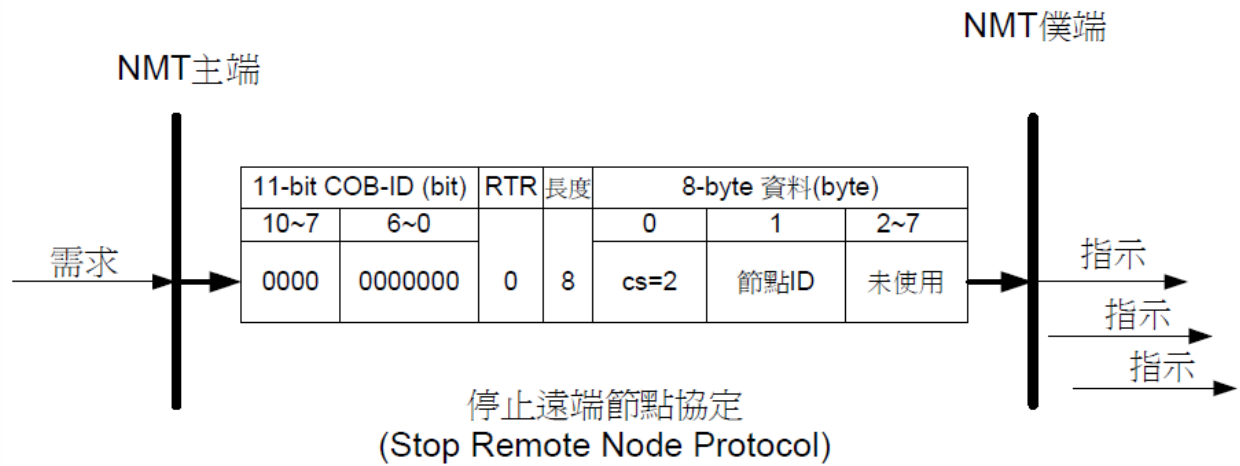 NMT僕端
NMT主端
11-bit COB-ID (bit) RTR 長度 8-byte 資料(byte)
10~7 6~0 0 1 2~7
需求 0000 0000000 0 8 cs=2 節點ID 未使用 指示
指示
指示
停止遠端節點協定
(Stop Remote Node Protocol)